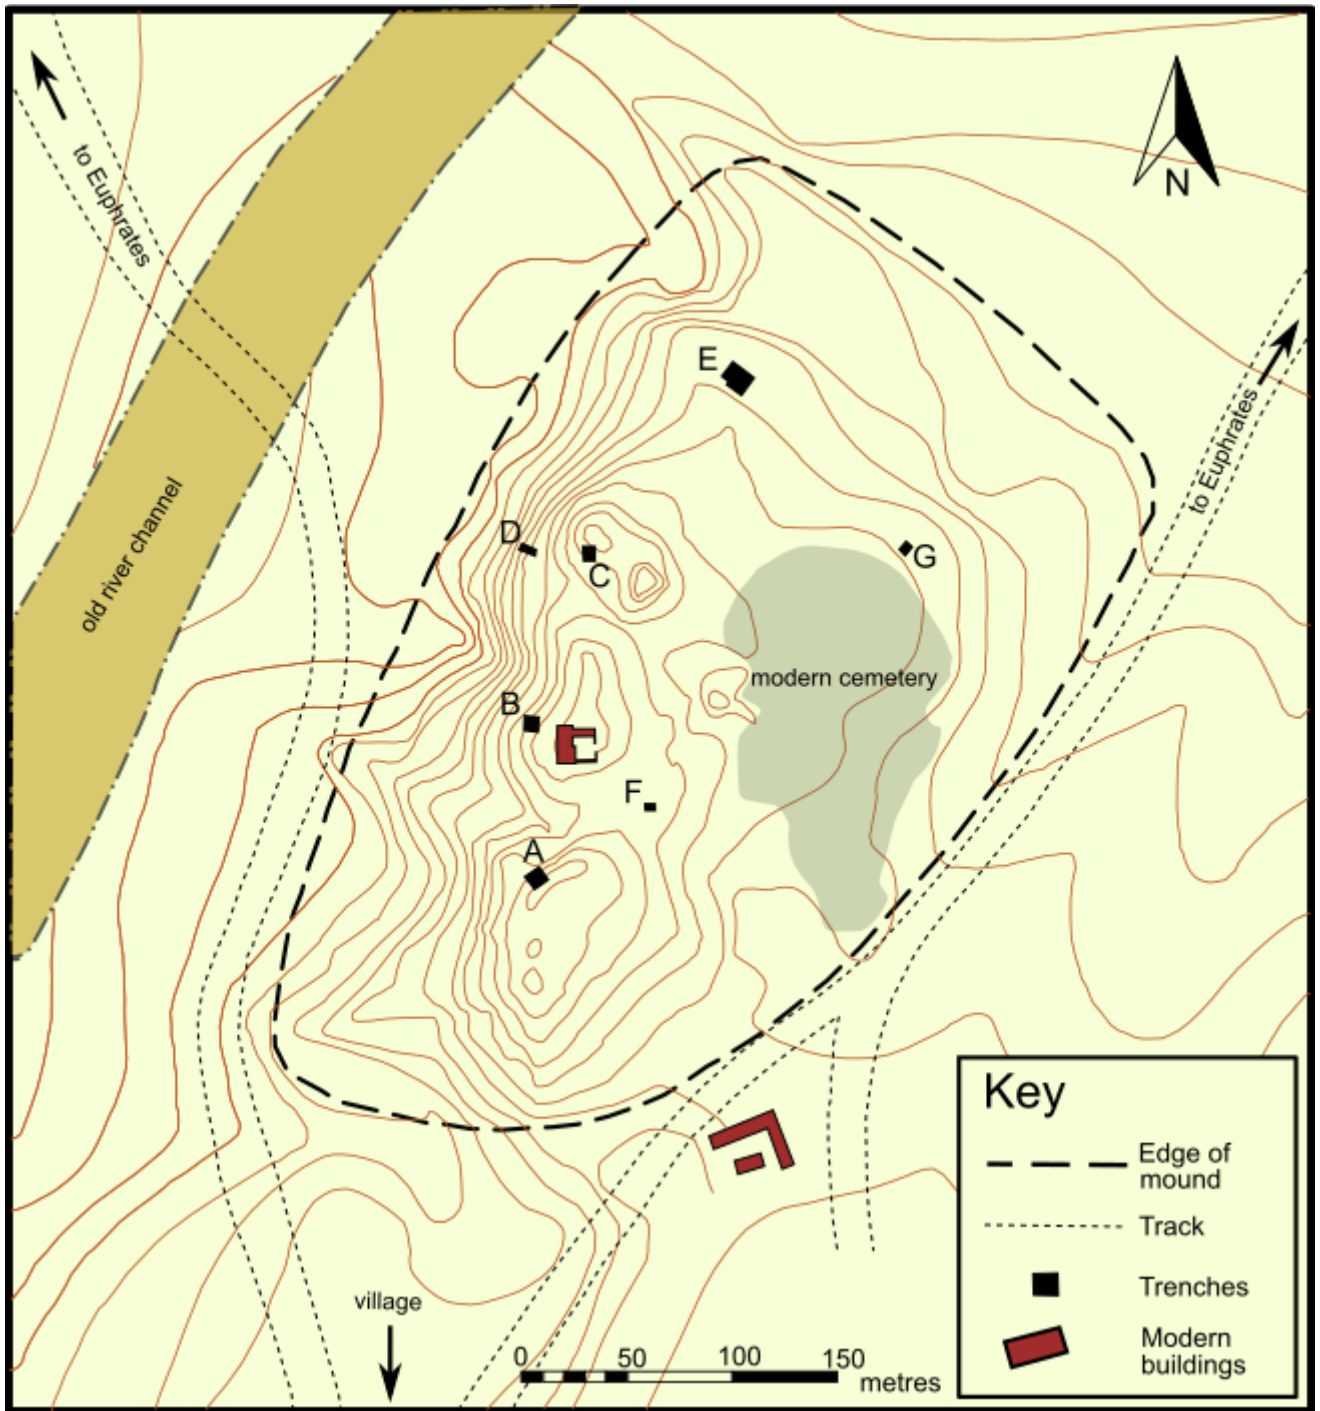 to Euphrates
N
E
to Euphrates
old river channel
D
C
G
B
modern cemetery
F
A
Key
Edge of
mound
Track
Trenches
Modern
buildings
village
0 50 100 150
metres